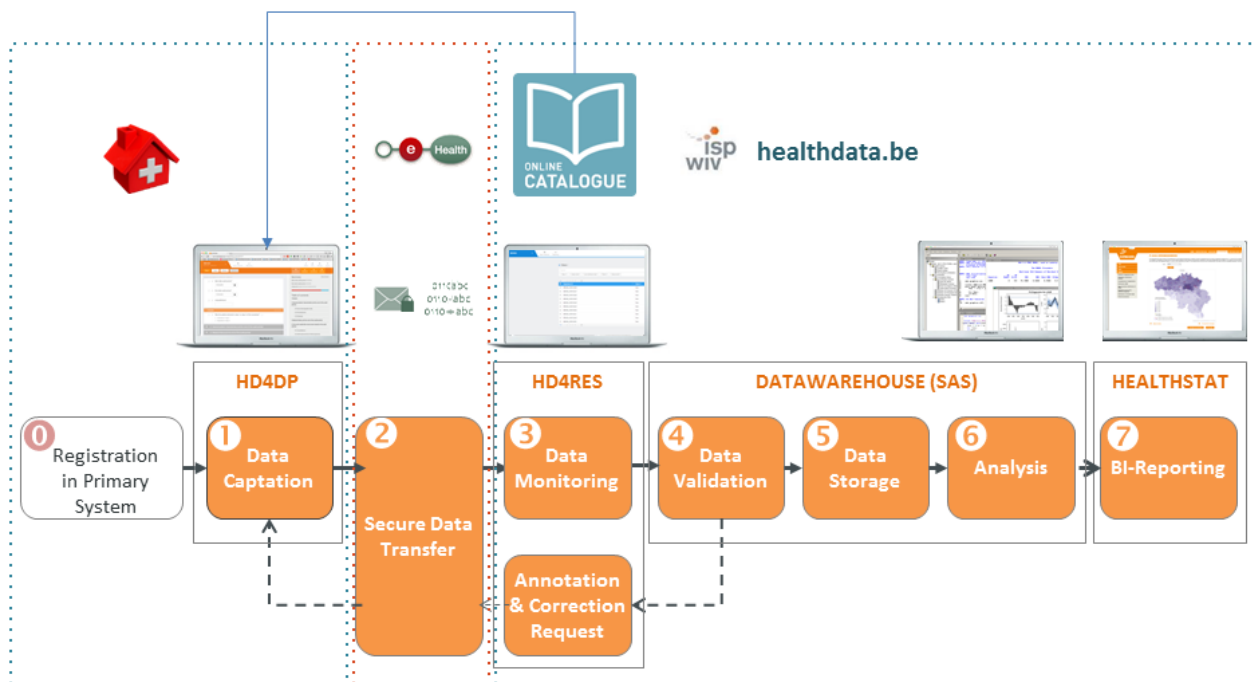 e Health
ONLINE
CATALOGUE
isp
wiv
healthdata.be
HD4DP
HD4RES
DATAWAREHOUSE (SAS)
HEALTHSTAT
0
Registration
in Primary
System
1
Data
Captation
2
Secure Data
Transfer
3
Data
Monitoring
4
Data
Validation
5
Data
Storage
6
Analysis
7
BI-Reporting
Annotation
& Correction
Request